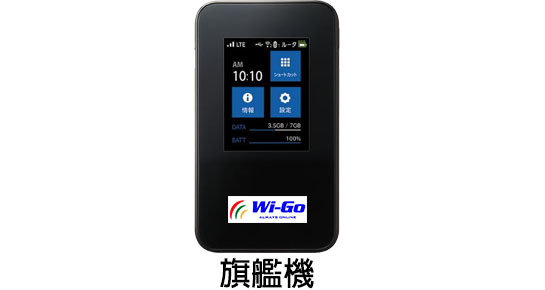 LTE ルータ
AM
10:10
ショートカット
情報 設定
DATA 3.5GB / 7GB
BATT 100%
Wi-Go
ALWAYS ONLINE
旗艦機